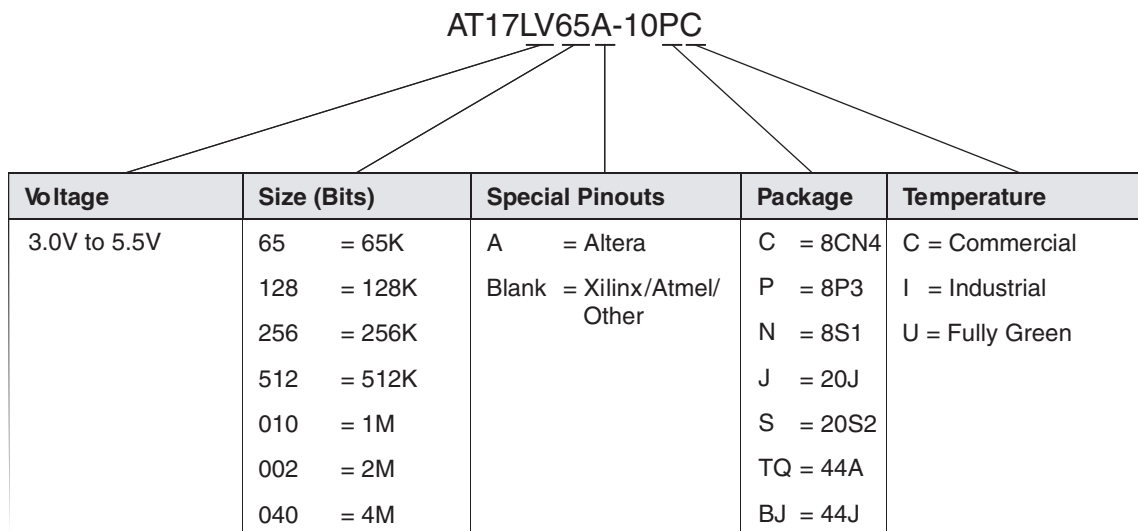 AT17LV65A-10PC
Voltage Size (Bits) Special Pinouts Package Temperature
3.0V to 5.5V 65 = 65K A = Altera C = 8CN4 C = Commercial
128 = 128K Blank = Xilinx/Atmel/ P = 8P3 I = Industrial
Other
256 = 256K N = 8S1 U = Fully Green
512 = 512K J = 20J
010 = 1M S = 20S2
002 = 2M TQ = 44A
040 = 4M BJ = 44J